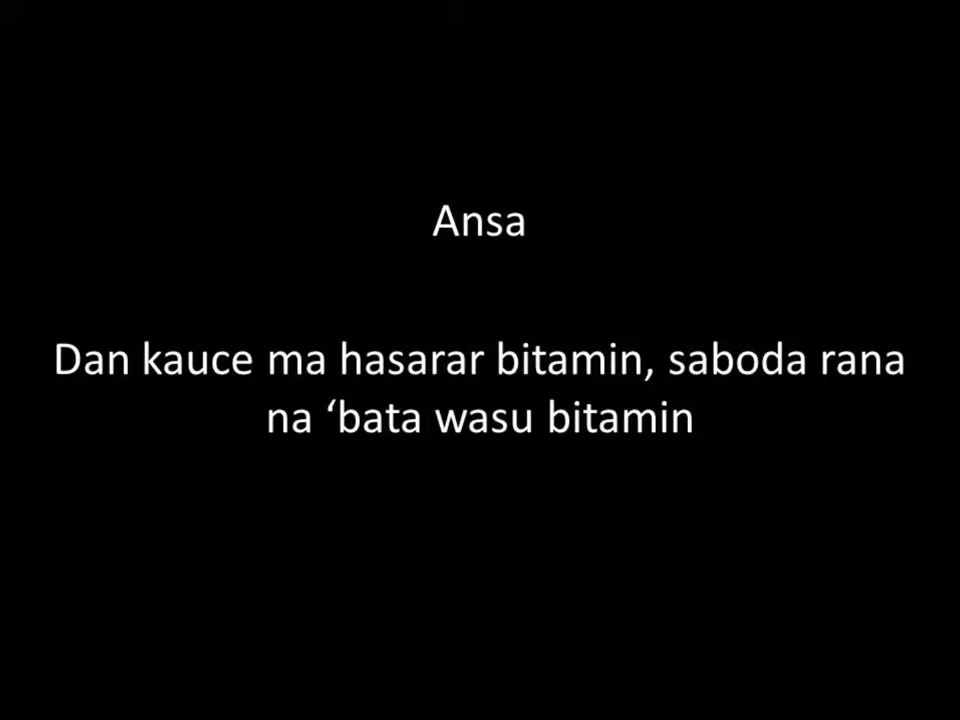 Ansa
Dan kauce ma hasarar bitamin, saboda rana
na ‘bata wasu bitamin